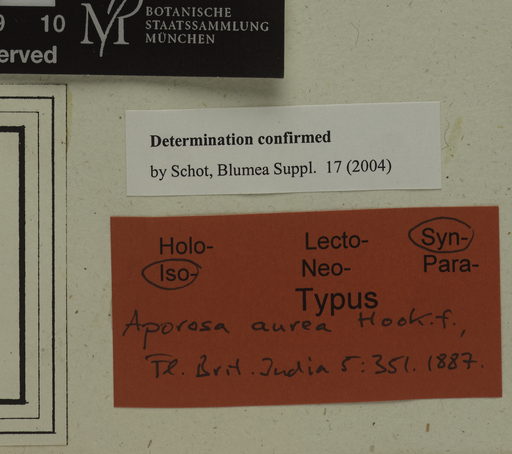 9 10
erved
BOTANISCHE
STAATSSAMMLUNG
MÜNCHEN
Determination confirmed
by Schot, Blumea Suppl. 17 (2004)
Holo- Lecto- Syn-
Iso- Neo- Para-
Typus
Aporosa aurea Hook.f.,
Fl. Brit. India 5:351. 1887.